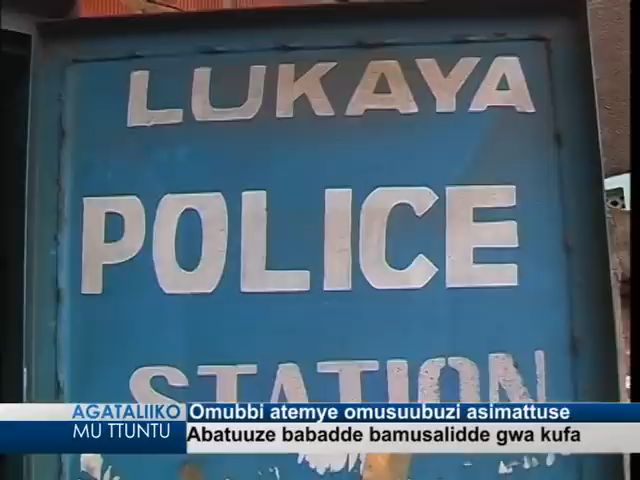 LUKAYA
POLICE
STATION
AGATALIIKO
MU TTUNTU
Omubbi atemye omusuubuzi asimattuse
Abatuuze babadde bamusalidde gwa kufa